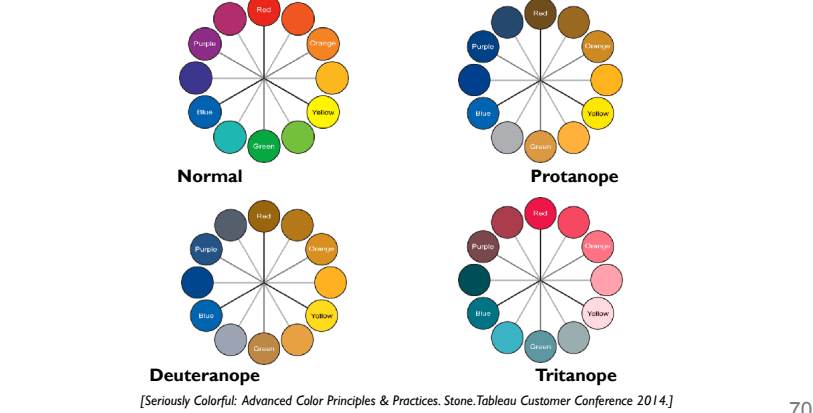 Red
Purple
Orange
Blue
Yellow
Green
Normal
Red
Purple
Orange
Blue
Yellow
Green
Protanope
Red
Purple
Orange
Blue
Yellow
Green
Deuteranope
Red
Purple
Orange
Blue
Yellow
Green
Tritanope
[Seriously Colorful: Advanced Color Principles & Practices. Stone.Tableau Customer Conference 2014.]
70